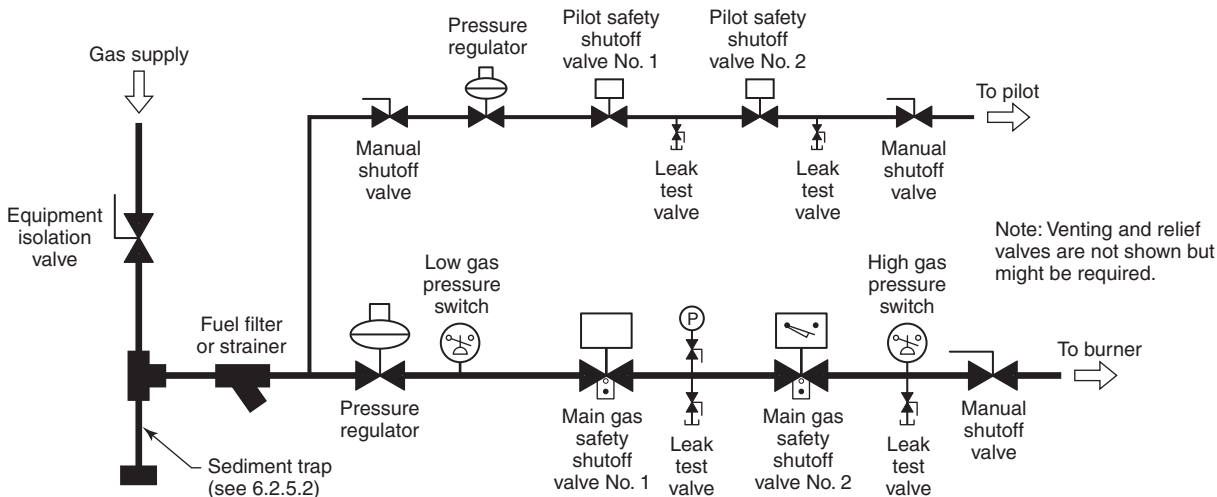 Gas supply
Pressure
regulator
Pilot safety
shutoff
valve No. 1
Pilot safety
shutoff
valve No. 2
To pilot
Manual
shutoff
valve
Leak
test
valve
Leak
test
valve
Manual
shutoff
valve
Equipment
isolation
valve
Note: Venting and relief
valves are not shown but
might be required.
Fuel filter
or strainer
Low gas
pressure
switch
P
High gas
pressure
switch
To burner
Pressure
regulator
Main gas
safety
shutoff
valve No. 1
Leak
test
valve
Main gas
safety
shutoff
valve No. 2
Leak
test
valve
Manual
shutoff
valve
Sediment trap
(see 6.2.5.2)